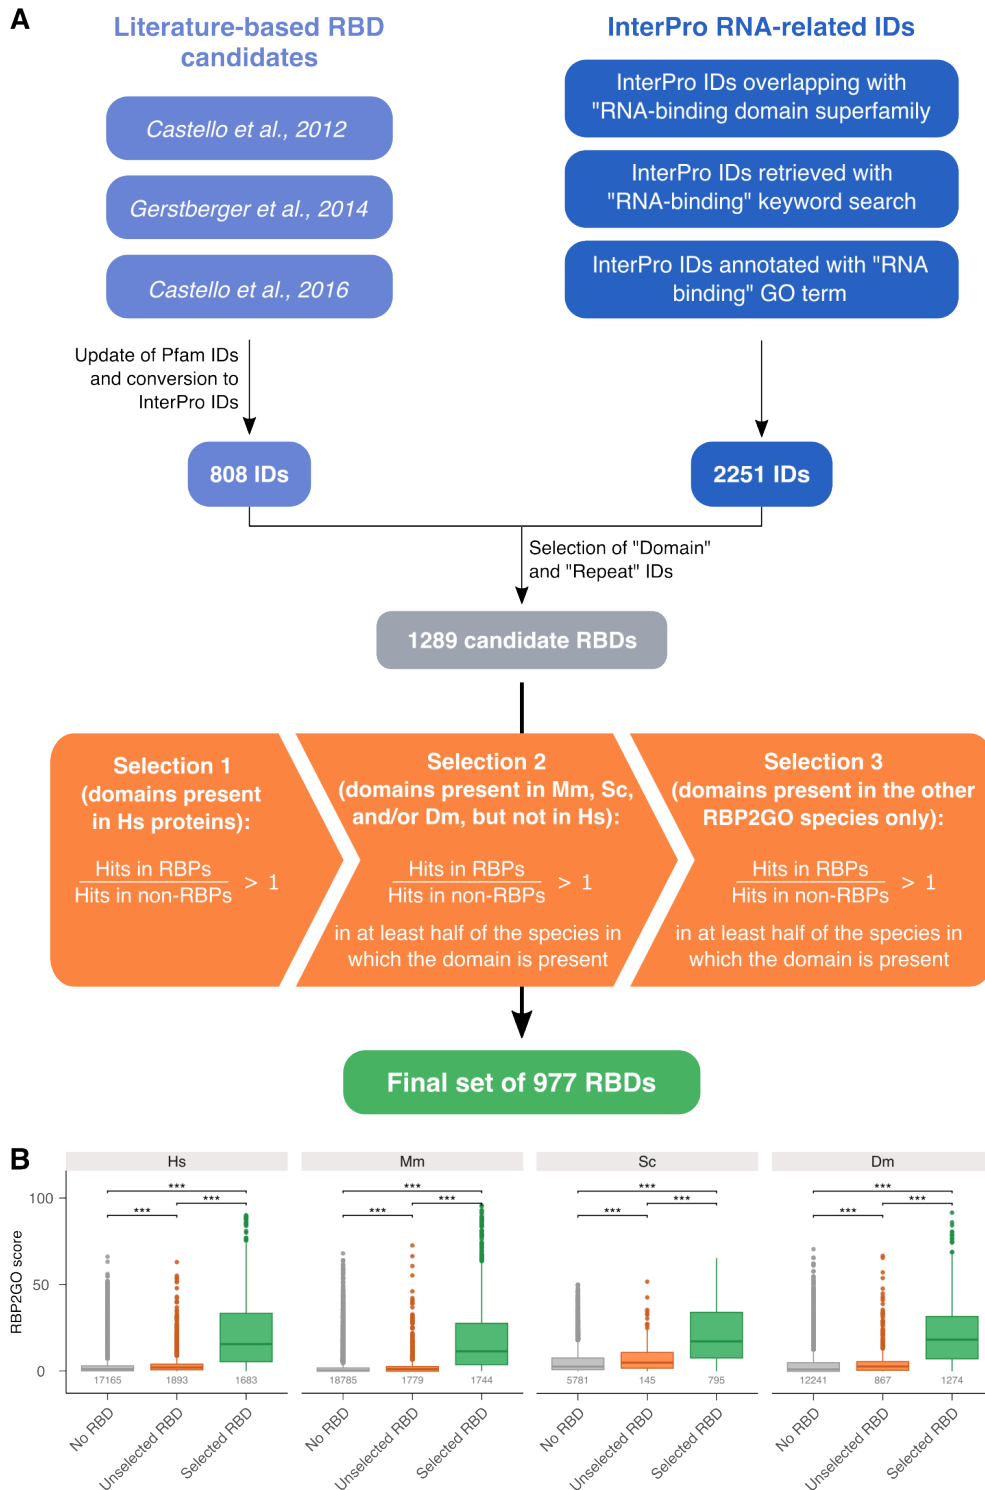 A
Literature-based RBD
candidates
Castello et al., 2012
Gerstberger et al., 2014
Castello et al., 2016
Update of Pfam IDs
and conversion to
InterPro IDs
808 IDs
InterPro RNA-related IDs
InterPro IDs overlapping with
"RNA-binding domain superfamily
InterPro IDs retrieved with
"RNA-binding" keyword search
InterPro IDs annotated with "RNA
binding" GO term
2251 IDs
Selection of "Domain"
and "Repeat" IDs
1289 candidate RBDs
Selection 1
(domains present
in Hs proteins):
Hits in RBPs
Hits in non-RBPs > 1
Selection 2
(domains present in Mm, Sc,
and/or Dm, but not in Hs):
Hits in RBPs
Hits in non-RBPs > 1
in at least half of the species in
which the domain is present
Selection 3
(domains present in the other
RBP2GO species only):
Hits in RBPs
Hits in non-RBPs > 1
in at least half of the species in
which the domain is present
Final set of 977 RBDs
B
Hs Mm Sc Dm
RBP2GO score
100
50
0
*** *** *** ***
*** *** *** ***
*** *** *** ***
17165 1893 1683 18785 1779 1744 5781 145 795 12241 867 1274
No RBD Unselected RBD Selected RBD No RBD Unselected RBD Selected RBD No RBD Unselected RBD Selected RBD No RBD Unselected RBD Selected RBD